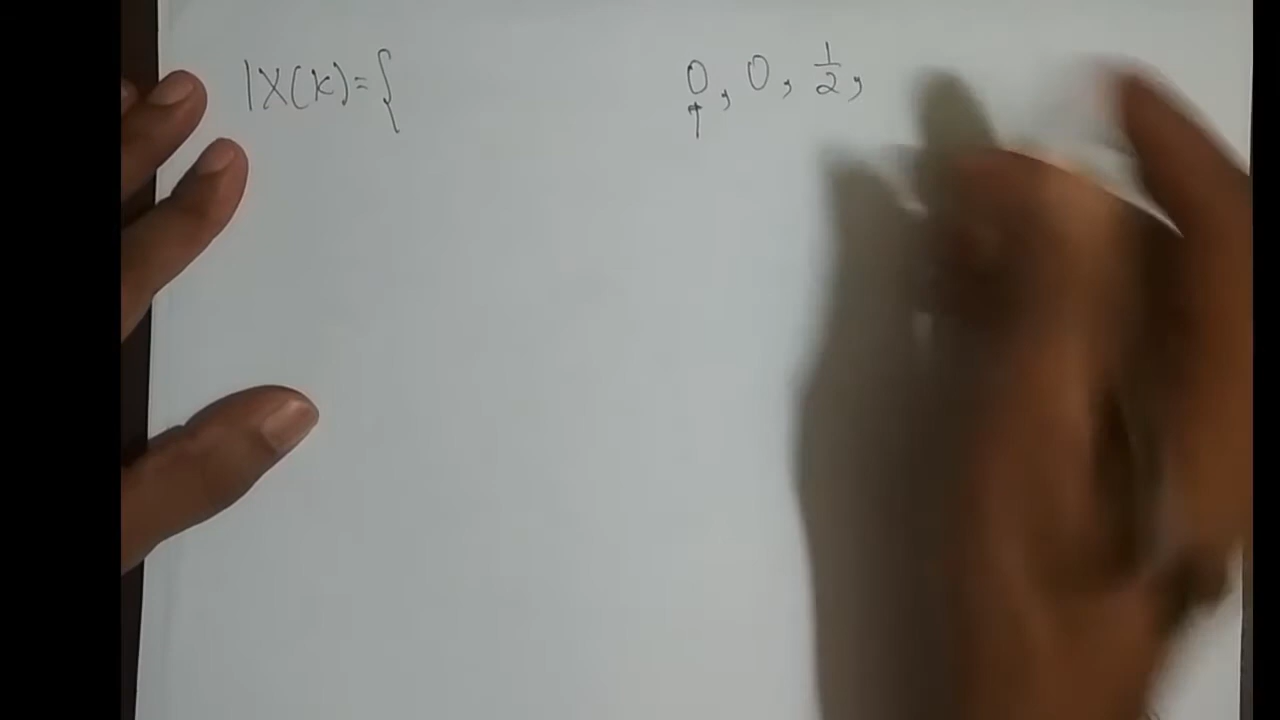 |X(k)={ 0, 0, 1/2,
↑